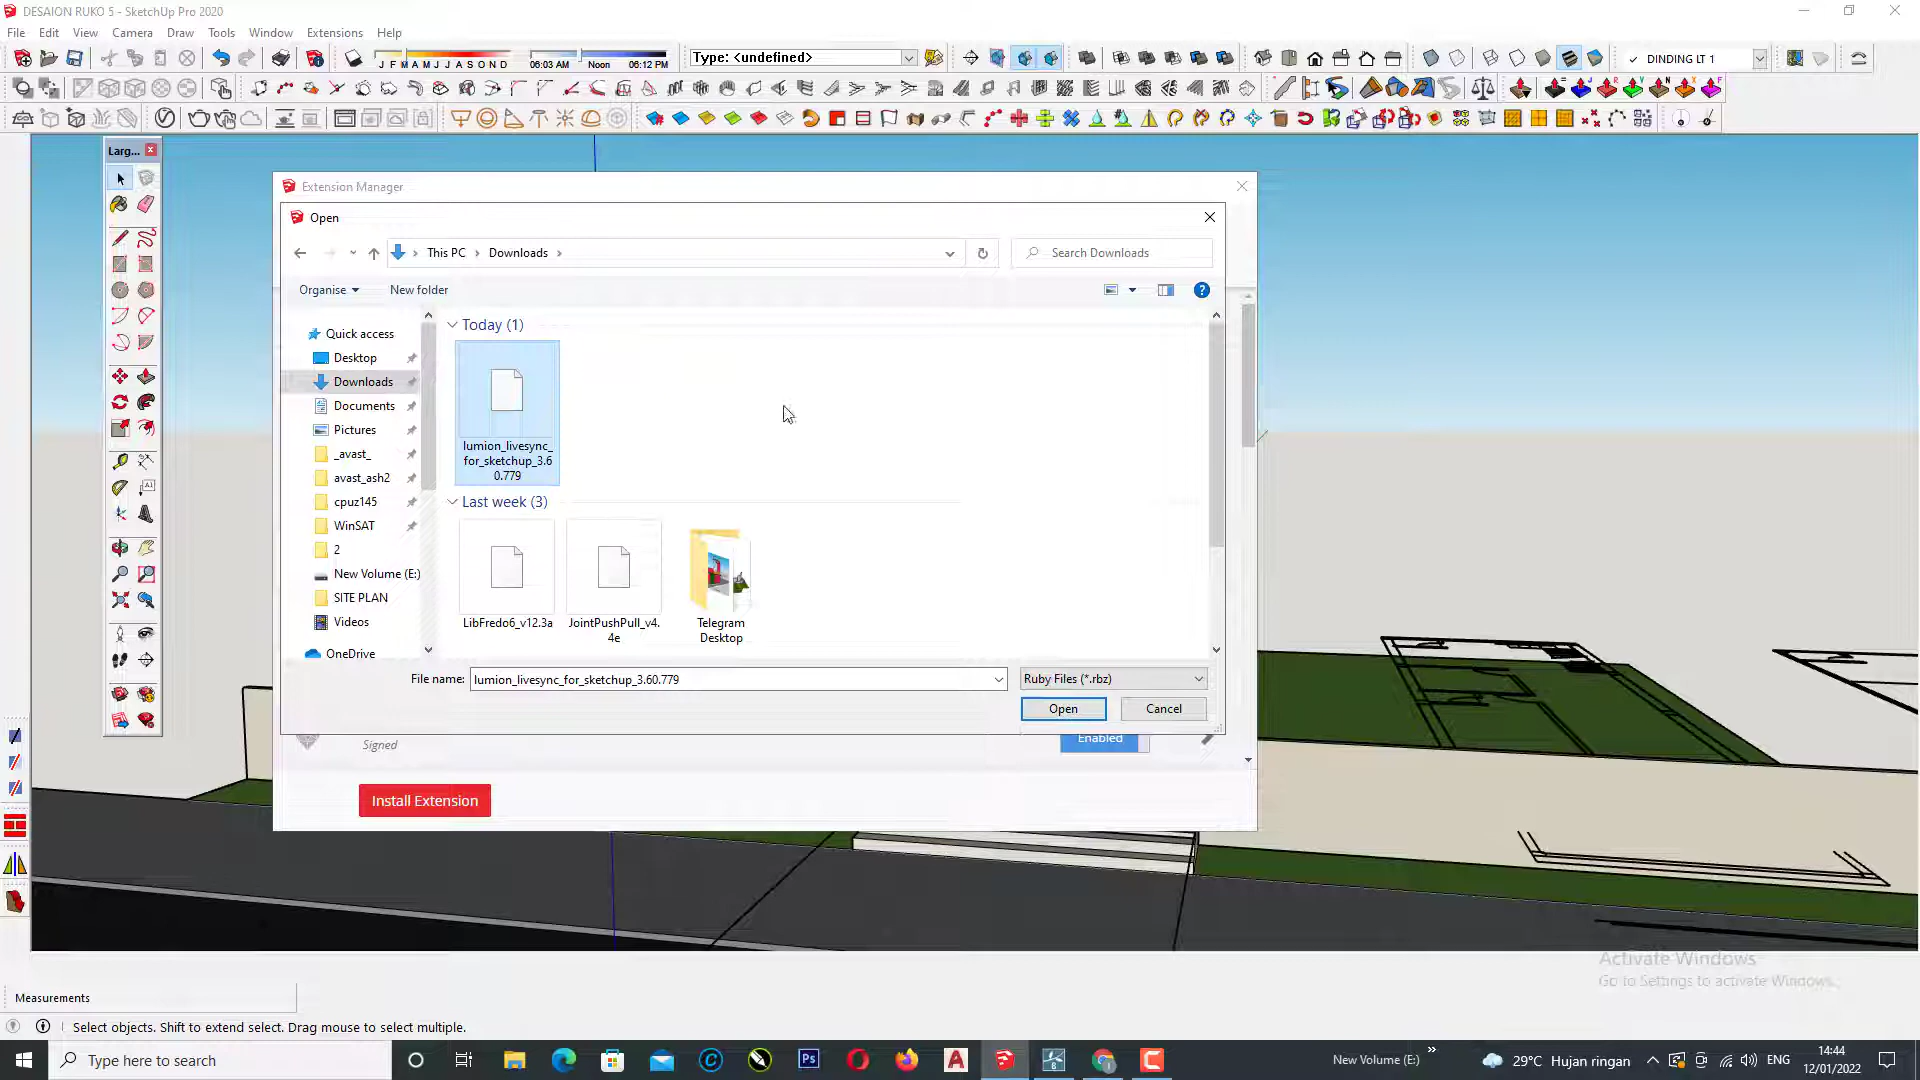 DESAION RUKO 5 - SketchUp Pro 2020
File Edit View Camera Draw Tools Window Extensions Help
J F M A M J J A S O N D
06:03 AM Noon 06:12 PM
Type: <undefined>
DINDING LT 1
Larg...
Extension Manager
Open
This PC > Downloads >
Search Downloads
Organise
New folder
Quick access
Desktop
Downloads
Documents
Pictures
_avast_
avast_ash2
cpuz145
WinSAT
2
New Volume (E:)
SITE PLAN
Videos
OneDrive
Today (1)
lumion_livesync_
for_sketchup_3.6
0.779
Last week (3)
LibFredo6_v12.3a
JointPushPull_v4.
4e
Telegram
Desktop
File name:
lumion_livesync_for_sketchup_3.60.779
Ruby Files (*.rbz)
Open
Cancel
Signed
Enabled
Install Extension
Activate Windows
Go to Settings to activate Windows.
Measurements
Select objects. Shift to extend select. Drag mouse to select multiple.
Type here to search
New Volume (E:)
29°C Hujan ringan
ENG
14:44
12/01/2022